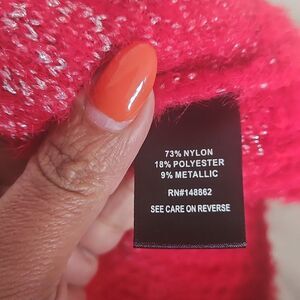 73% NYLON
18% POLYESTER
9% METALLIC
RN#148862
SEE CARE ON REVERSE